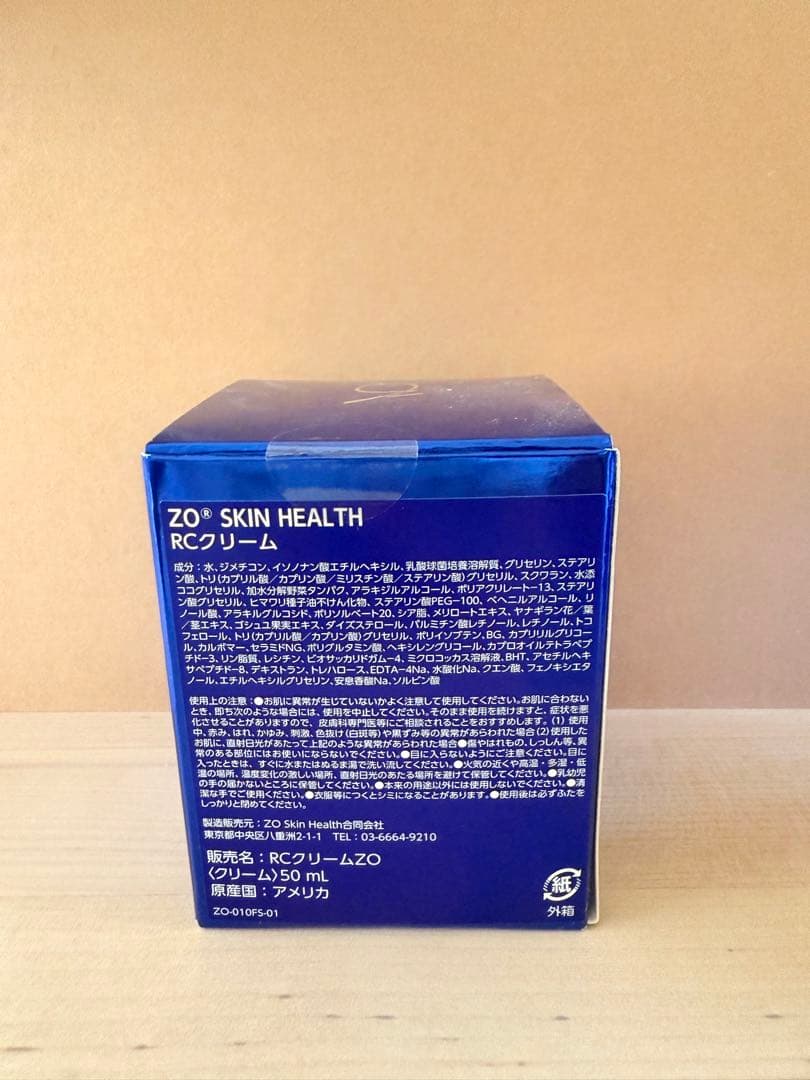 ZO® SKIN HEALTH
RCクリーム
成分：水、ジメチコン、イソノナン酸エチルヘキシル、乳酸球菌培養溶解質、グリセリン、ステアリ
ン酸、トリ(カプリル酸／カプリン酸／ミリスチン酸／ステアリン酸)グリセリル、スクワラン、水添
ココグリセリル、加水分解野菜タンパク、アラキジルアルコール、ポリアクリレート-13、ステアリン
酸グリセリル、ヒマワリ種子油不けん化物、ステアリン酸PEG-100、ベヘニルアルコール、リ
ノール酸、アラキルグルコシド、ポリソルベート20、シア脂、メリロートエキス、ヤナギラン花／葉
／茎エキス、ゴシュユ果実エキス、ダイズステロール、パルミチン酸レチノール、レチノール、トコ
フェロール、トリ(カプリル酸／カプリン酸)グリセリル、ポリイソブテン、BG、カプリリルグリコー
ル、カルボマー、セラミドNG、ポリグルタミン酸、ヘキシレングリコール、カプロオイルテトラペプ
チド-3、リン脂質、レシチン、ビオサッカリドガム-4、ミクロコッカス溶解液、BHT、アセチルヘキ
サペプチド-8、デキストラン、トレハロース、EDTA-4Na、水酸化Na、クエン酸、フェノキシエタ
ノール、エチルヘキシルグリセリン、安息香酸Na、ソルビン酸
使用上の注意：●お肌に異常が生じていないかよく注意して使用してください。お肌に合わない
とき、即ち次のような場合には、使用を中止してください。そのまま使用を続けますと、症状を悪
化させることがありますので、皮膚科専門医等にご相談されることをおすすめします。(1) 使用
中、赤み、はれ、かゆみ、刺激、色抜け(白斑等)や黒ずみ等の異常があらわれた場合(2)使用した
お肌に、直射日光があたって上記のような異常があらわれた場合●傷やはれもの、しっしん等、異
常のある部位にはお使いにならないでください。●目に入らないようにご注意ください。目に
入ったときは、すぐに水またはぬるま湯で洗い流してください。●火気の近くや高温・多湿・低
温の場所、温度変化の激しい場所、直射日光のあたる場所を避けて保管してください。●乳幼児
の手の届かないところに保管してください。●本来の用途以外には使用しないでください。●清
潔な手でご使用ください。●衣服等につくとシミになることがあります。●使用後は必ずふたを
しっかりと閉めてください。
製造販売元：ZO Skin Health合同会社
東京都中央区八重洲2-1-1 TEL：03-6664-9210
販売名：RCクリームZO
〈クリーム〉50 mL
原産国：アメリカ
ZO-010FS-01
紙
外箱